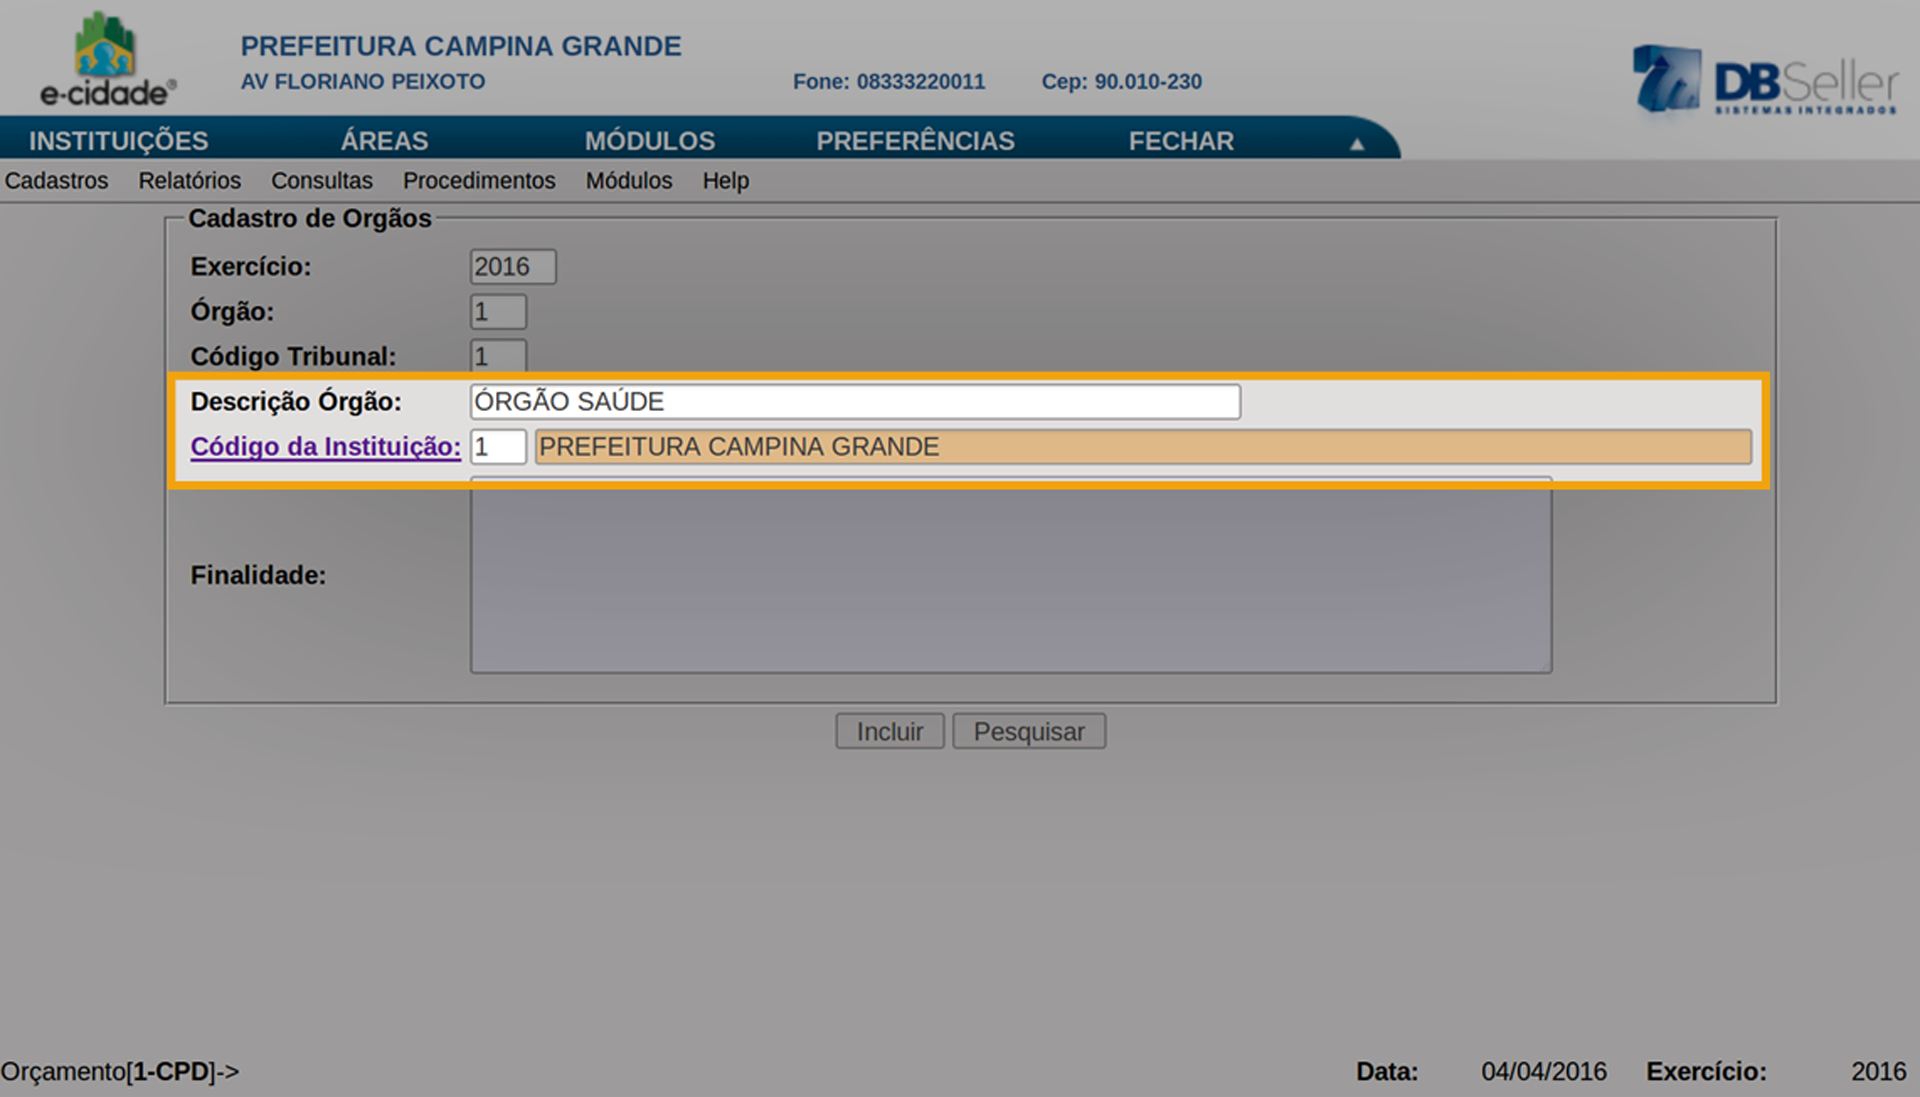 e-cidade®
PREFEITURA CAMPINA GRANDE
AV FLORIANO PEIXOTO Fone: 08333220011 Cep: 90.010-230
DBSeller
SISTEMAS INTEGRADOS
INSTITUIÇÕES ÁREAS MÓDULOS PREFERÊNCIAS FECHAR ▲
Cadastros Relatórios Consultas Procedimentos Módulos Help
Cadastro de Orgãos
Exercício: 2016
Órgão: 1
Código Tribunal: 1
Descrição Órgão: ÓRGÃO SAÚDE
Código da Instituição: 1 PREFEITURA CAMPINA GRANDE
Finalidade:
Incluir Pesquisar
Orçamento[1-CPD]-> Data: 04/04/2016 Exercício: 2016